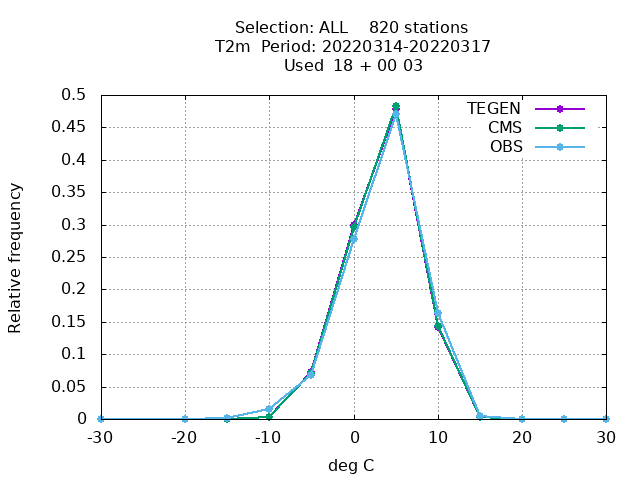 Selection: ALL    820 stations
T2m  Period: 20220314-20220317
Used  18 + 00 03
0.5
0.45
0.4
0.35
0.3
0.25
0.2
0.15
0.1
0.05
0
Relative frequency
TEGEN
CMS
OBS
-30
-20
-10
0
10
20
30
deg C